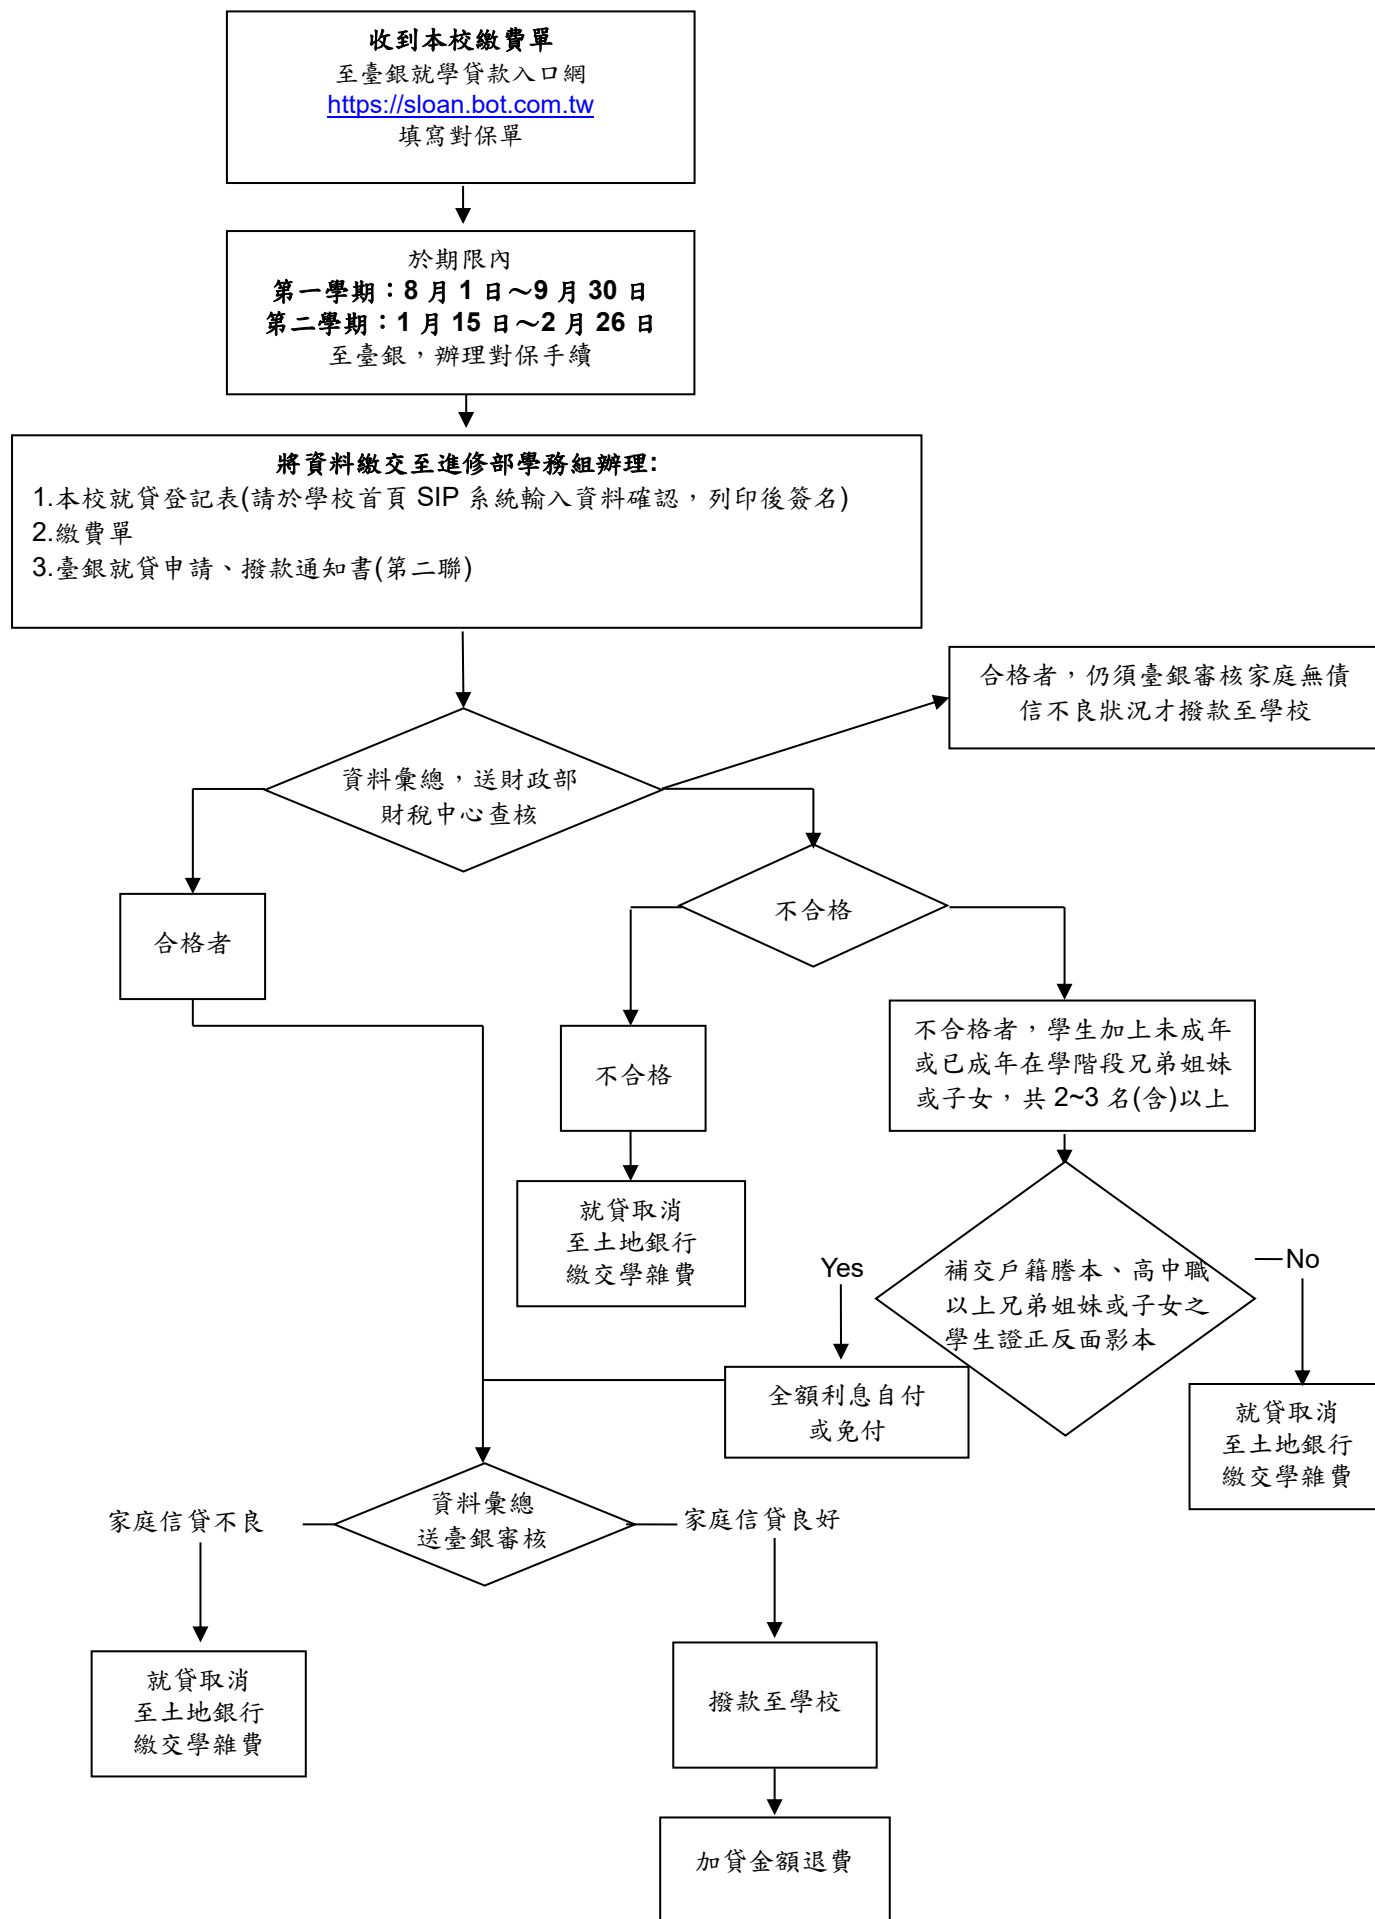 收到本校繳費單
至臺銀就學貸款入口網
https://sloan.bot.com.tw
填寫對保單
於期限內
第一學期：8 月 1 日～9 月 30 日
第二學期：1 月 15 日～2 月 26 日
至臺銀，辦理對保手續
將資料繳交至進修部學務組辦理:
1.本校就貸登記表(請於學校首頁 SIP 系統輸入資料確認，列印後簽名)
2.繳費單
3.臺銀就貸申請、撥款通知書(第二聯)
合格者，仍須臺銀審核家庭無債
信不良狀況才撥款至學校
資料彙總，送財政部
財稅中心查核
合格者
不合格
不合格
不合格者，學生加上未成年
或已成年在學階段兄弟姐妹
或子女，共 2~3 名(含)以上
就貸取消
至土地銀行
繳交學雜費
Yes
補交戶籍謄本、高中職
以上兄弟姐妹或子女之
學生證正反面影本
No
全額利息自付
或免付
就貸取消
至土地銀行
繳交學雜費
家庭信貸不良
資料彙總
送臺銀審核
家庭信貸良好
就貸取消
至土地銀行
繳交學雜費
撥款至學校
加貸金額退費